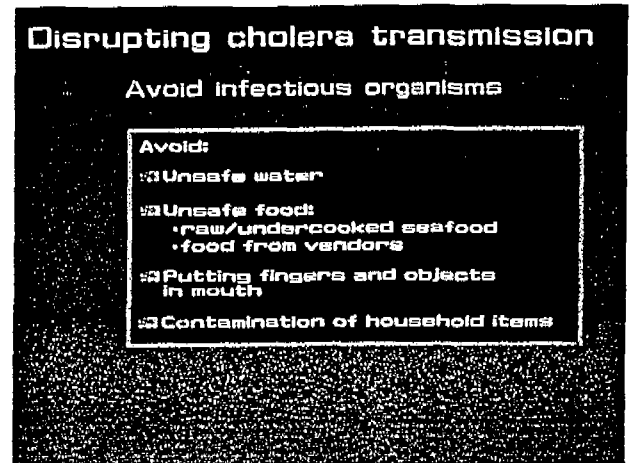 Disrupting cholera transmission
Avoid infectious organisms
Avoid:
Unsafe water
Unsafe food:
•raw/undercooked seafood
•food from vendors
Putting fingers and objects
in mouth
Contamination of household items